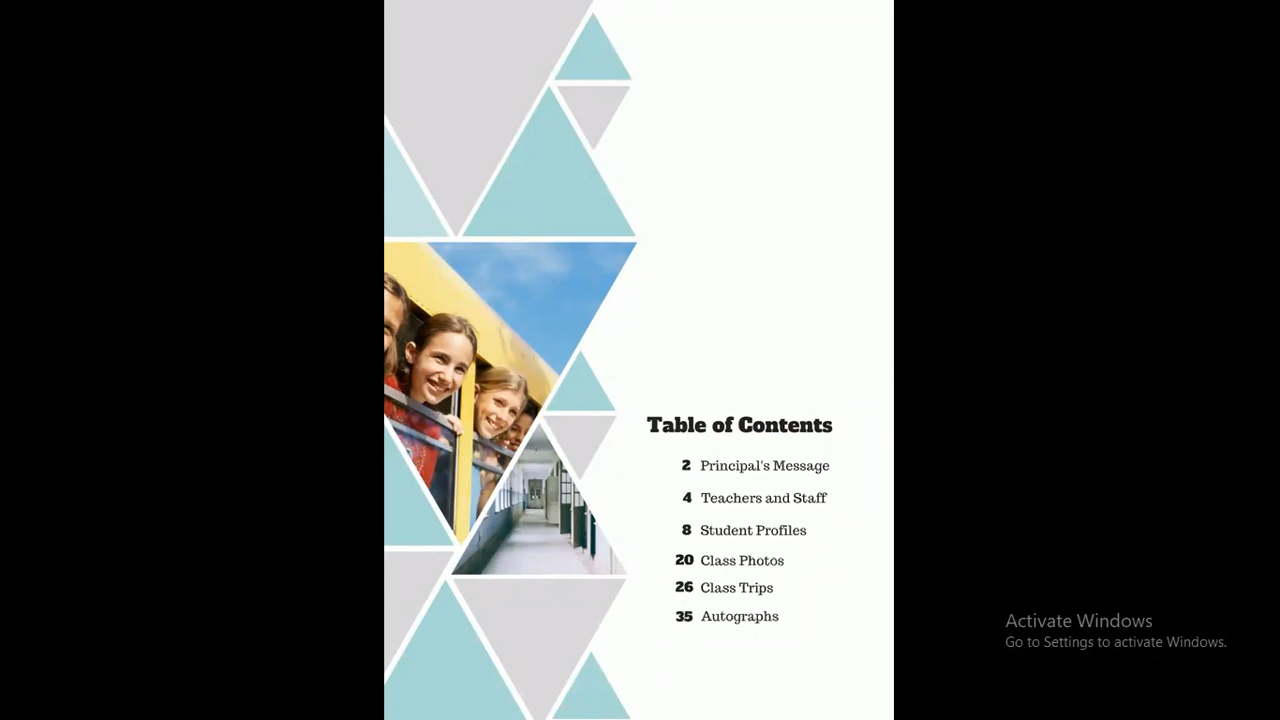 Table of Contents
2 Principal's Message
4 Teachers and Staff
8 Student Profiles
20 Class Photos
26 Class Trips
35 Autographs
Activate Windows
Go to Settings to activate Windows.